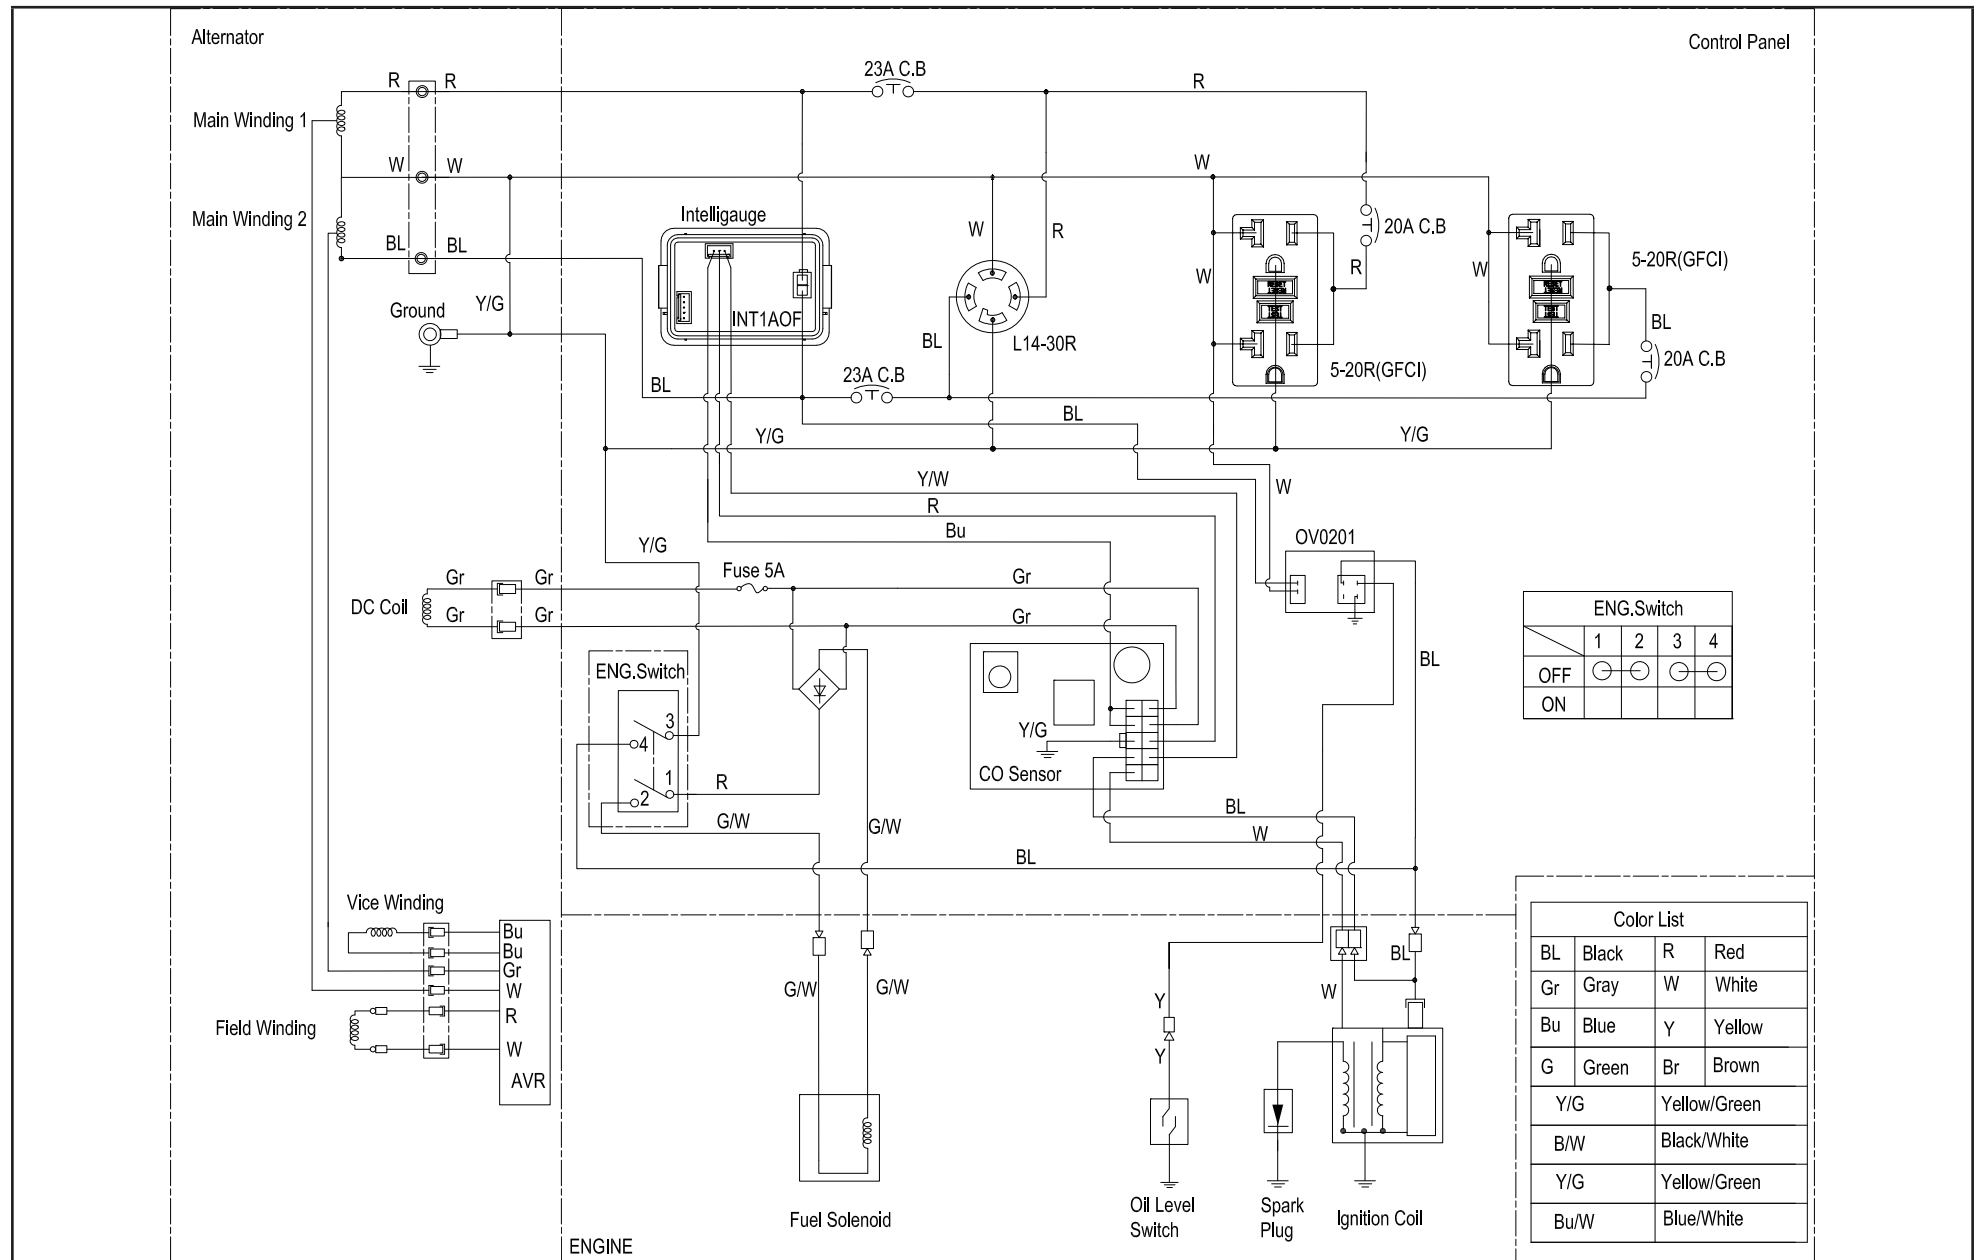 Alternator
Control Panel
23A C.B
R R R
Main Winding 1
W W W
Intelligauge
Main Winding 2
W R
20A C.B
BL BL
5-20R(GFCI)
W R W
RESET
RESET
TEST
TEST
Y/G
Ground
INT1AOF
BL
BL
L14-30R
20A C.B
23A C.B
5-20R(GFCI)
BL
BL
Y/G Y/G
Y/W
W
R
Bu
OV0201
Y/G
Fuse 5A
Gr Gr Gr
DC Coil
Gr Gr Gr
ENG.Switch
1 2 3 4
OFF
ON
ENG.Switch
BL
3
4
Y/G
1
2
R
CO Sensor
BL
G/W G/W
W
BL
Vice Winding
Bu
Bu
Gr
W
R
W
AVR
Field Winding
BL
G/W G/W
W
Y
Y
Color List
BL Black R Red
Gr Gray W White
Bu Blue Y Yellow
G Green Br Brown
Y/G Yellow/Green
B/W Black/White
Y/G Yellow/Green
Bu/W Blue/White
Fuel Solenoid
Oil Level
Switch
Spark
Plug
Ignition Coil
ENGINE